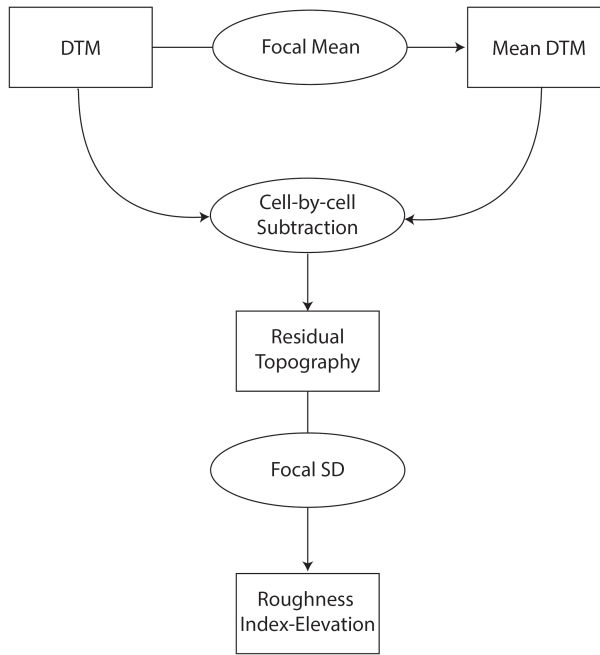 DTM
Focal Mean
Mean DTM
Cell-by-cell
Subtraction
Residual
Topography
Focal SD
Roughness
Index-Elevation